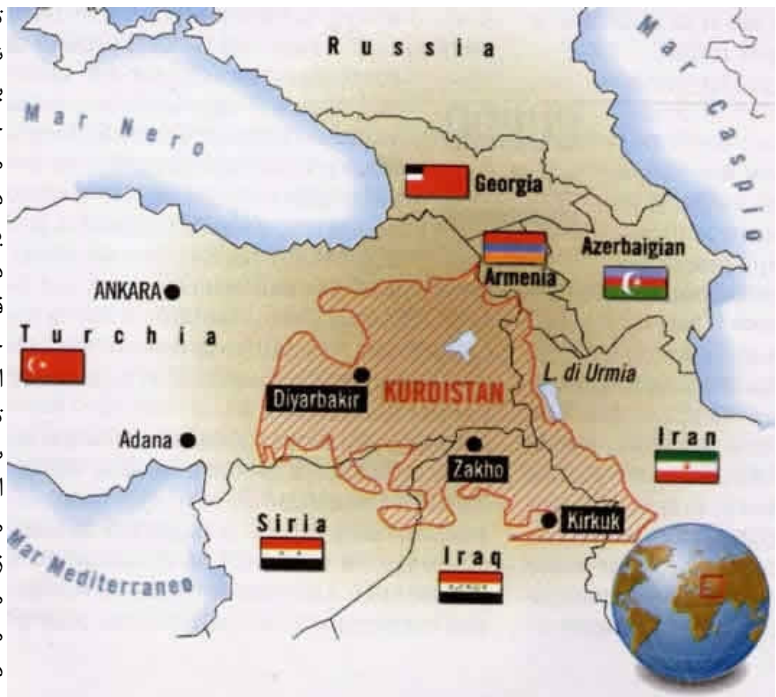 Russia
Mar Caspio
Mar Nero
Georgia
Armenia
Azerbaigian
ANKARA
Turchia
L. di Urmia
Diyarbakir
KURDISTAN
Adana
Zakho
Iran
Kirkuk
Siria
Iraq
Mar Mediterraneo